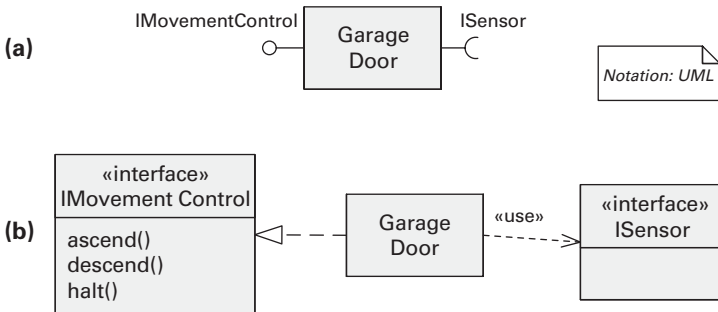 IMovementControl
ISensor
(a)
Garage
Door
Notation: UML
(b)
«interface»
IMovement Control
ascend()
descend()
halt()
Garage
Door
«use»
«interface»
ISensor